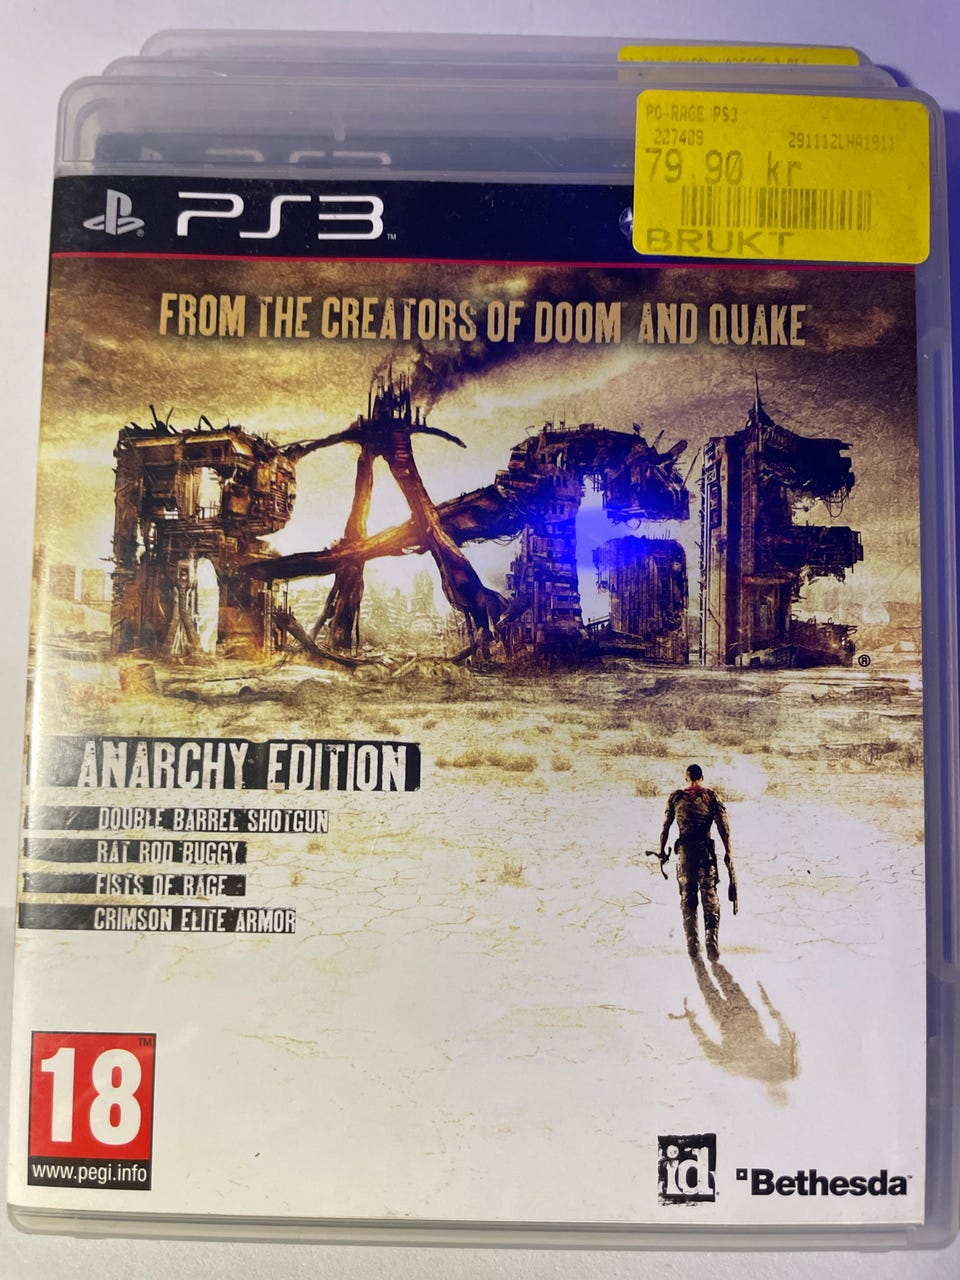 PO-RAGE PS3
227409 291112LHA1911
79.90 kr
BRUKT
PS3
™
FROM THE CREATORS OF DOOM AND QUAKE
RAGE
®
ANARCHY EDITION
DOUBLE BARREL SHOTGUN
RAT ROD BUGGY
FISTS OF RAGE
CRIMSON ELITE ARMOR
18 TM
www.pegi.info
id
Bethesda